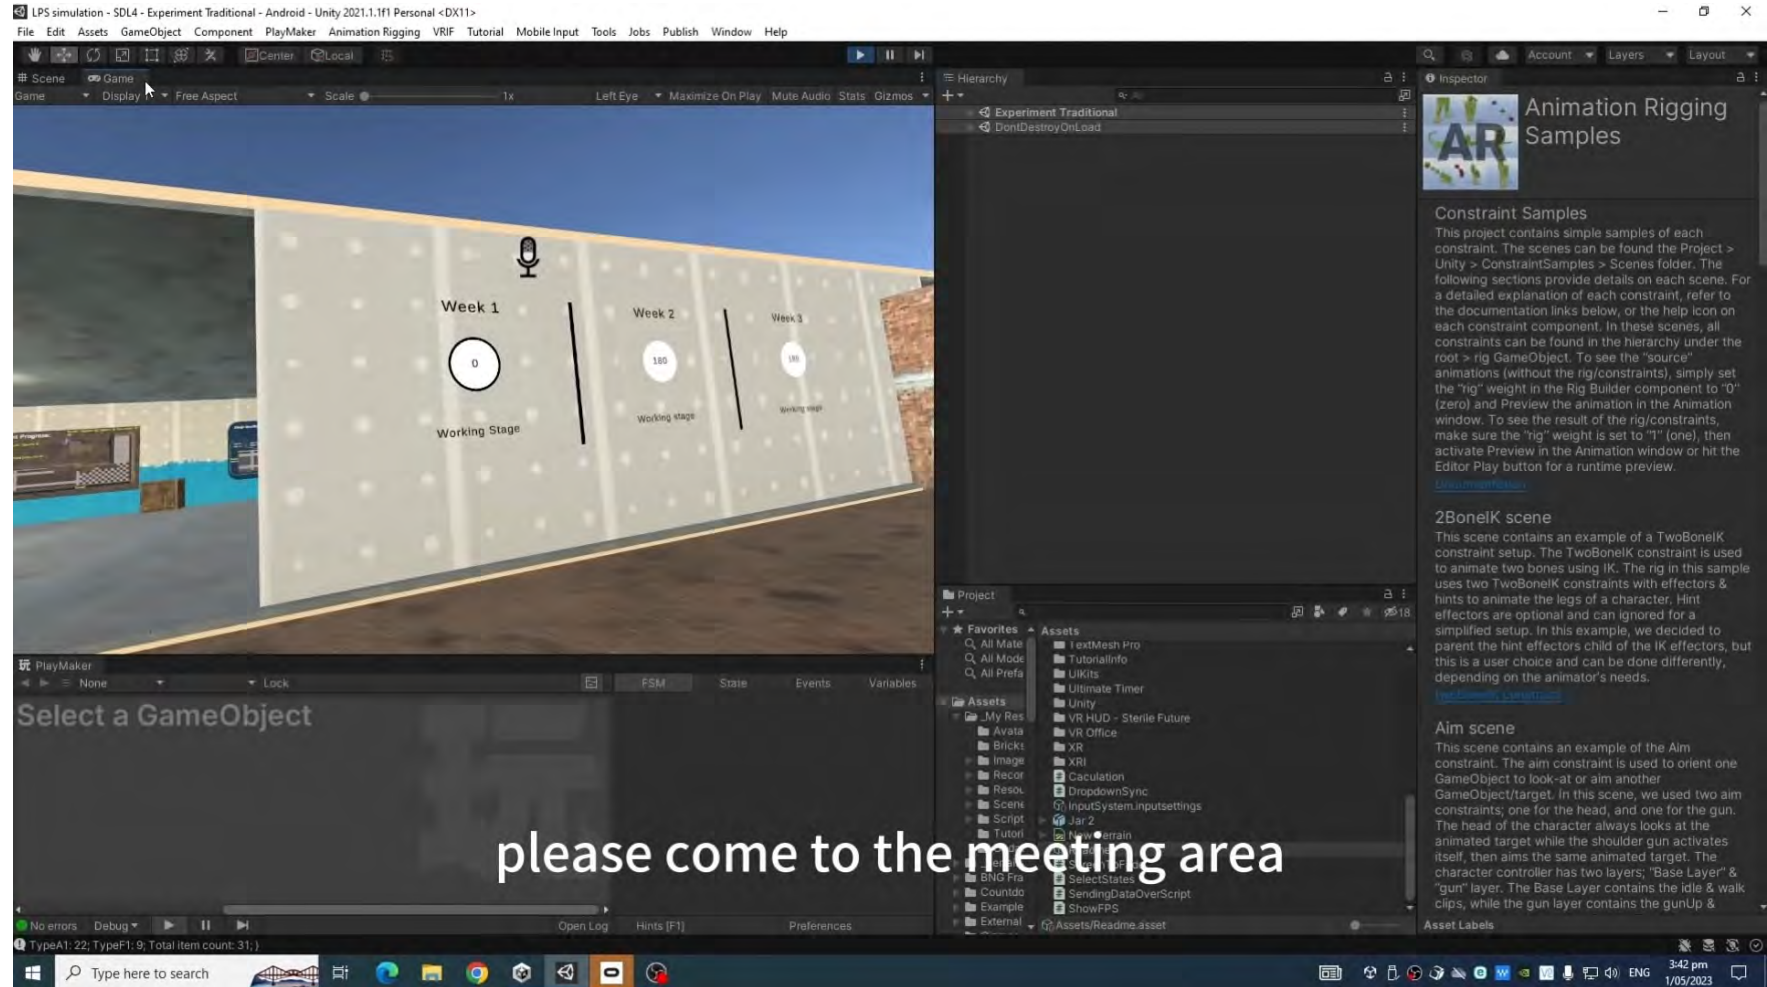 LPS simulation - SDL4 - Experiment Traditional - Android - Unity 2021.1.1f1 Personal <DX11>
File Edit Assets GameObject Component PlayMaker Animation Rigging VRIF Tutorial Mobile Input Tools Jobs Publish Window Help
Center Local
Account Layers Layout
Scene Game
Game Display Free Aspect Scale 1x Left Eye Maximize On Play Mute Audio Stats Gizmos
Week 1
0
Working Stage
Week 2
180
Working stage
Week 3
180
Working stage
Hierarchy
All
Experiment Traditional
DontDestroyOnLoad
Inspector
Animation Rigging
Samples
Constraint Samples
This project contains simple samples of each
constraint. The scenes can be found the Project >
Unity > ConstraintSamples > Scenes folder. The
following sections provide details on each scene. For
a detailed explanation of each constraint, refer to
the documentation links below, or the help icon on
each constraint component. In these scenes, all
constraints can be found in the hierarchy under the
root > rig GameObject. To see the "source"
animations (without the rig/constraints), simply set
the "rig" weight in the Rig Builder component to "0"
(zero) and Preview the animation in the Animation
window. To see the result of the rig/constraints,
make sure the "rig" weight is set to "1" (one), then
activate Preview in the Animation window or hit the
Editor Play button for a runtime preview.
Documentation
2BoneIK scene
This scene contains an example of a TwoBoneIK
constraint setup. The TwoBoneIK constraint is used
to animate two bones using IK. The rig in this sample
uses two TwoBoneIK constraints with effectors &
hints to animate the legs of a character. Hint
effectors are optional and can ignored for a
simplified setup. In this example, we decided to
parent the hint effectors child of the IK effectors, but
this is a user choice and can be done differently,
depending on the animator's needs.
Aim scene
This scene contains an example of the Aim
constraint. The aim constraint is used to orient one
GameObject to look-at or aim another
GameObject/target. In this scene, we used two aim
constraints; one for the head, and one for the gun.
The head of the character always looks at the
animated target while the shoulder gun activates
itself, then aims the same animated target. The
character controller has two layers; "Base Layer" &
"gun" layer. The Base Layer contains the idle & walk
clips, while the gun layer contains the gunUp &
Asset Labels
Project
18
Favorites
All Mate
All Mode
All Prefa
Assets
_My Res
Avata
Bricks
Image
Recor
Resou
Scene
Script
Tutori
BNG Fra
Countdo
Example
External
Assets
TextMesh Pro
TutorialInfo
UIKits
Ultimate Timer
Unity
VR HUD - Sterile Future
VR Office
XR
XRI
Caculation
DropdownSync
InputSystem.inputsettings
Jar 2
New Terrain
SelectStates
SendingDataOverScript
ShowFPS
Assets/Readme.asset
PlayMaker
None Lock FSM State Events Variables
Select a GameObject
please come to the meeting area
No errors Debug Open Log Hints [F1] Preferences
TypeA1: 22; TypeF1: 9; Total item count: 31; )
Type here to search
ENG
3:42 pm
1/05/2023